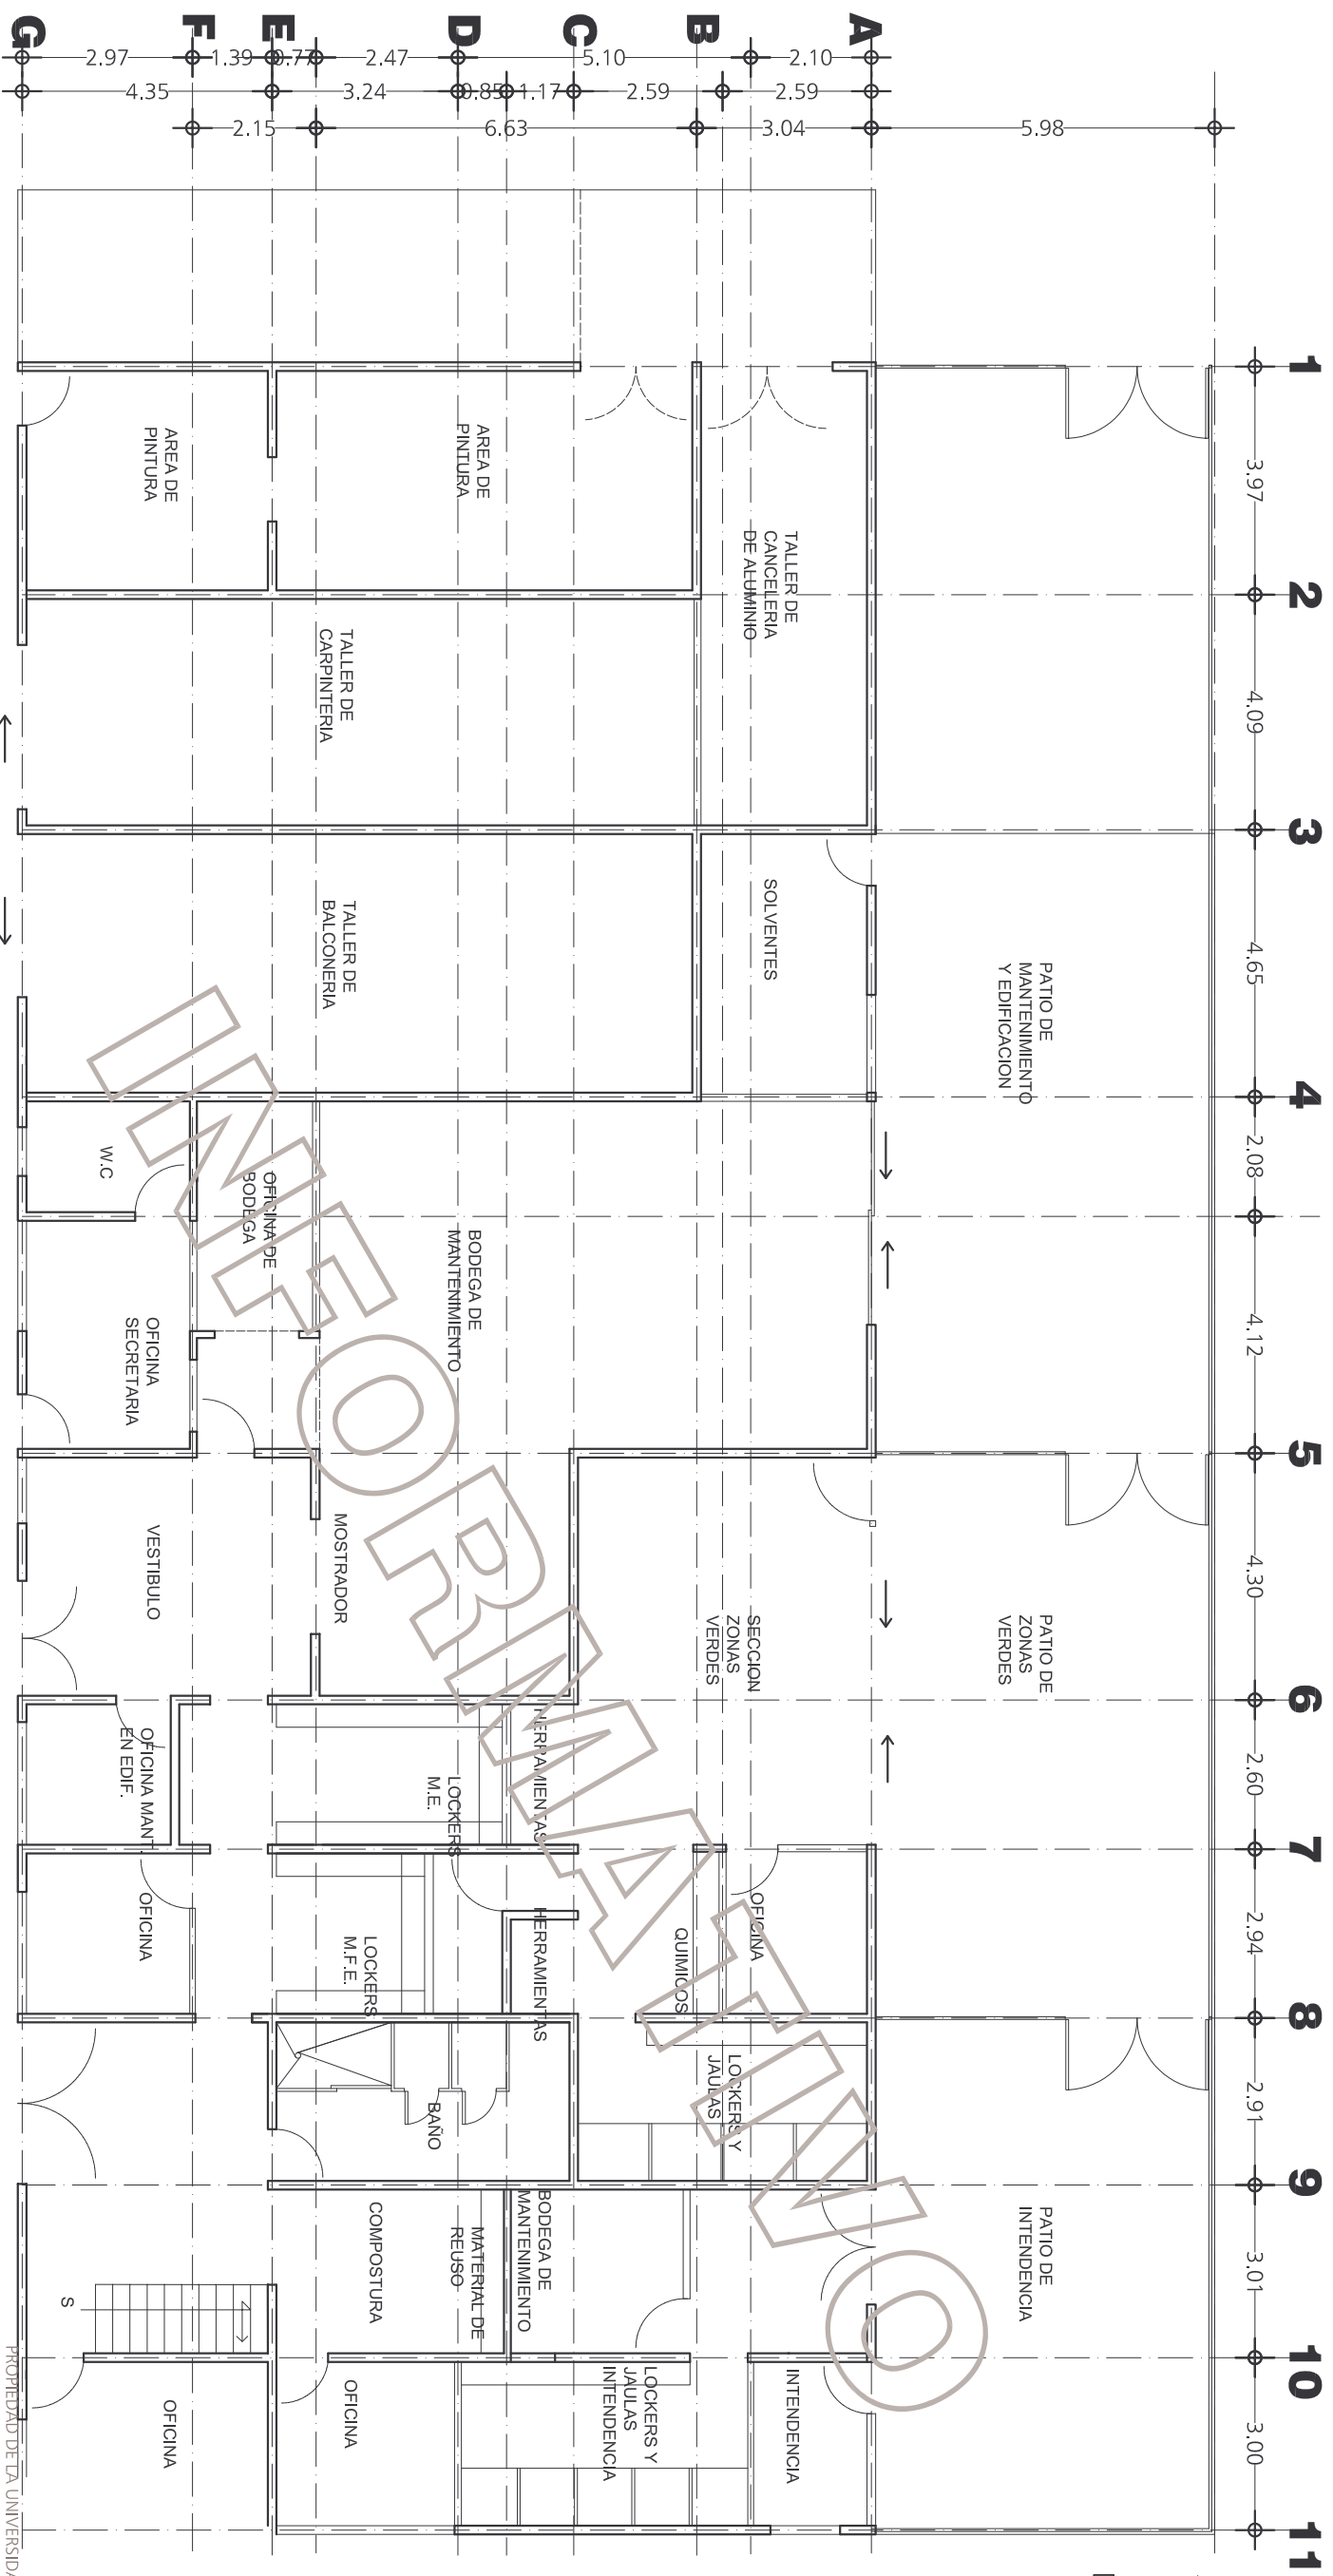 A
B
C
D
E
F
G
5.98
2.10
5.10
2.47
0.77
1.39
2.97
2.59
2.59
1.17
0.85
3.24
4.35
3.04
6.63
2.15
1
2
3
4
5
6
7
8
9
10
11
3.97
4.09
4.65
2.08
4.12
4.30
2.60
2.94
2.91
3.01
3.00
PATIO DE
MANTENIMIENTO
Y EDIFICACION
PATIO DE
ZONAS
VERDES
PATIO DE
INTENDENCIA
TALLER DE
CANCELERIA
DE ALUMINIO
SOLVENTES
SECCION
ZONAS
VERDES
OFICINA
QUIMICOS
LOCKERS Y
JAULAS
INTENDENCIA
LOCKERS Y
JAULAS
INTENDENCIA
AREA DE
PINTURA
AREA DE
PINTURA
TALLER DE
CARPINTERIA
TALLER DE
BALCONERIA
BODEGA DE
MANTENIMIENTO
HERRAMIENTAS
HERRAMIENTAS
BODEGA DE
MANTENIMIENTO
MATERIAL DE
REUSO
LOCKERS
M.E.
LOCKERS
M.F.E.
BAÑO
COMPOSTURA
OFICINA
MOSTRADOR
OFICINA DE
BODEGA
W.C
OFICINA
SECRETARIA
VESTIBULO
OFICINA MANT.
EN EDIF.
OFICINA
S
OFICINA
INFORMATIVO
PROPIEDAD DE LA UNIVERSIDA